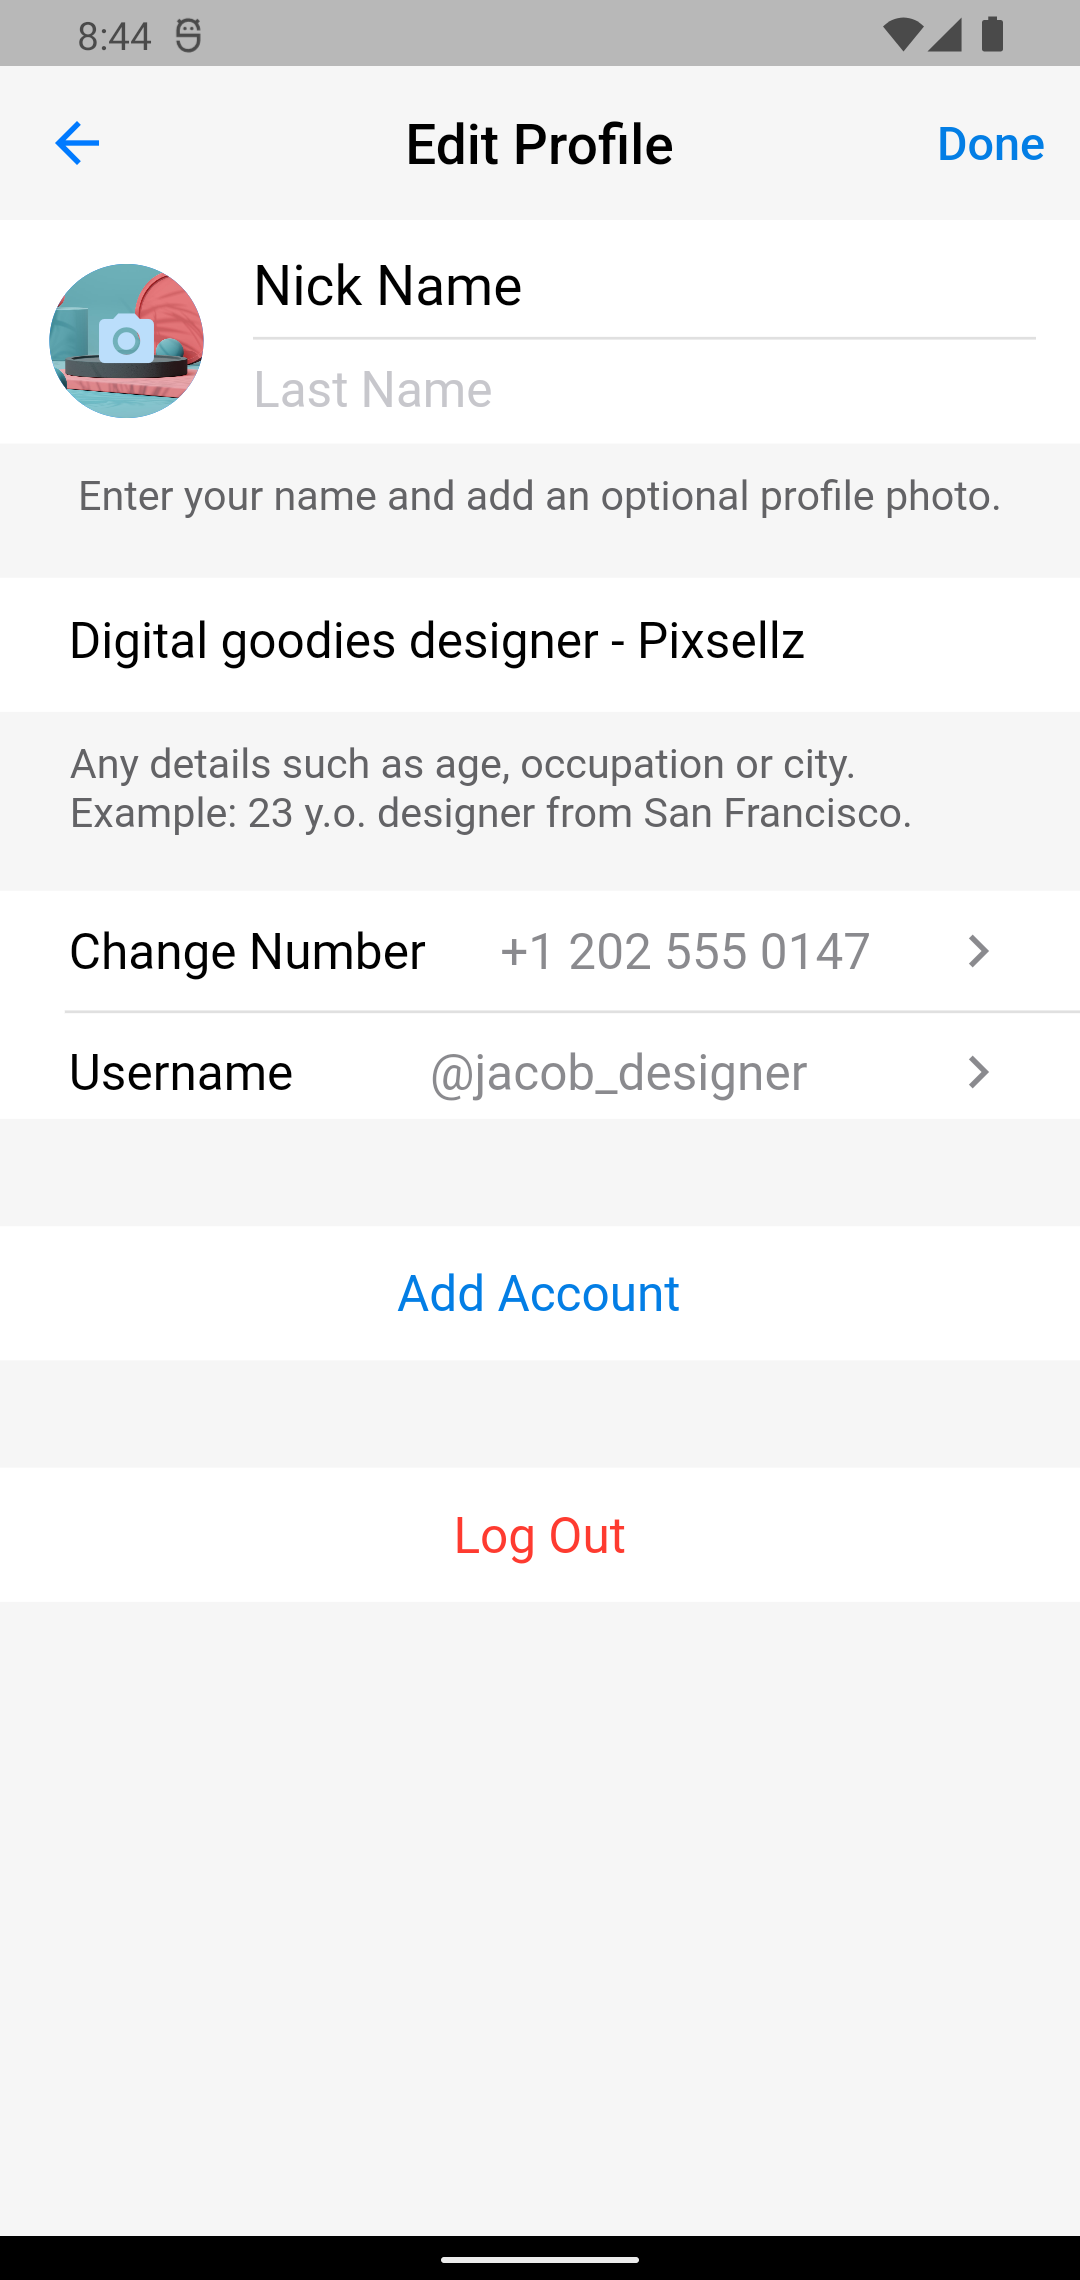 8:44
Edit Profile
Done
Nick Name
Last Name
Enter your name and add an optional profile photo.
Digital goodies designer - Pixsellz
Any details such as age, occupation or city.
Example: 23 y.o. designer from San Francisco.
Change Number +1 202 555 0147
Username @jacob_designer
Add Account
Log Out